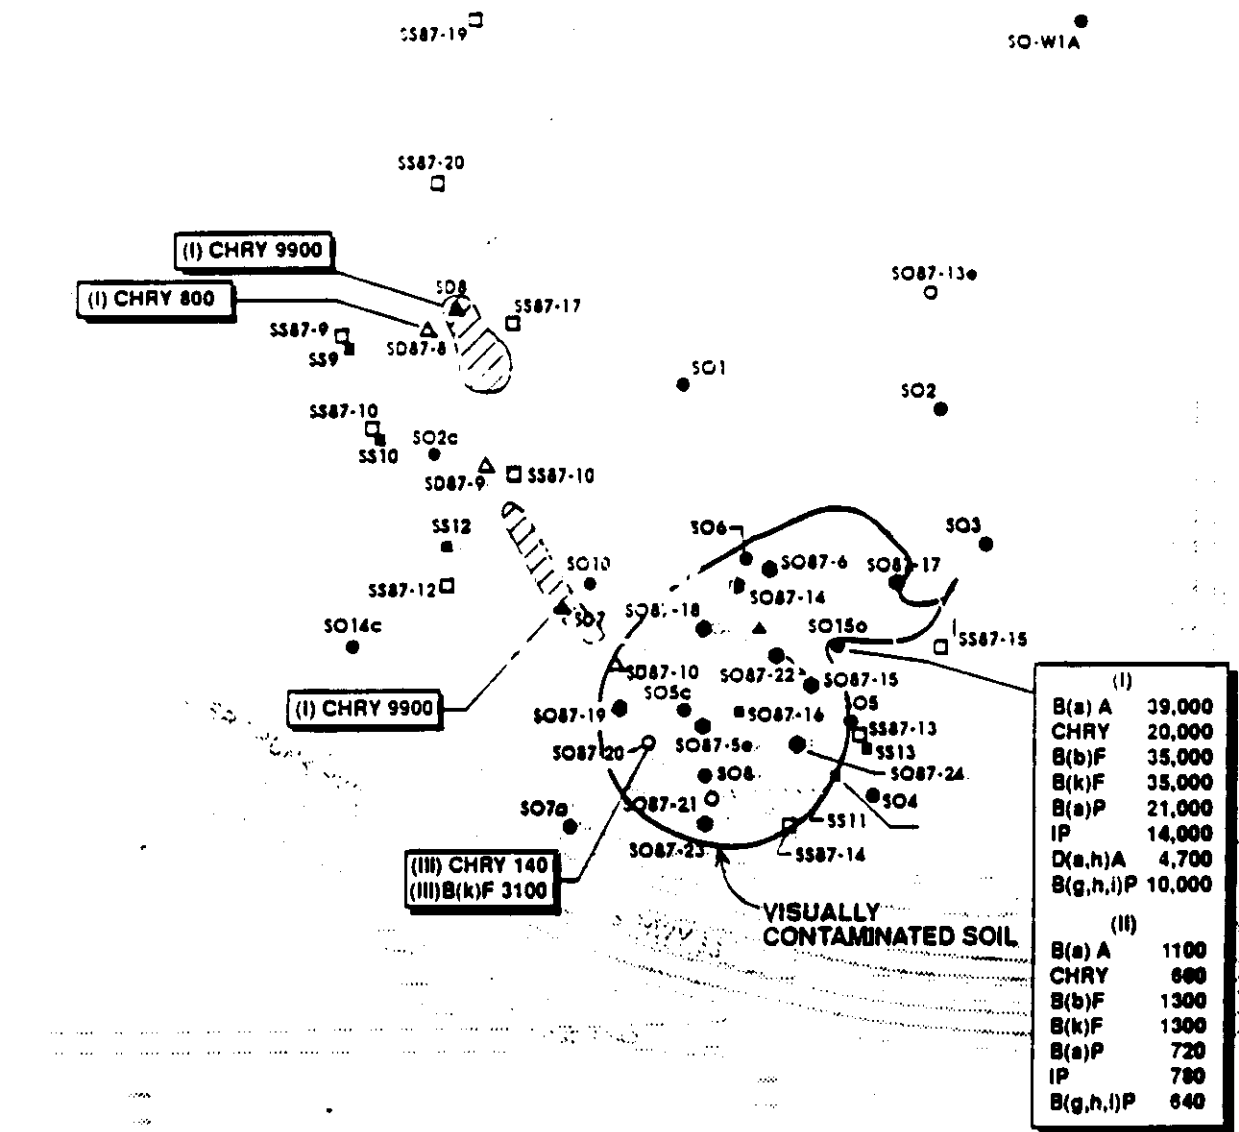 SS87-19
SO-W1A
SS87-20
(I) CHRY 9900
SO87-13e
(I) CHRY 800
SD8
SS87-17
SS87-9
SD87-8
SS9
SO1
SO2
SS87-10
SS10
SO2c
SD87-9
SS87-10
SS12
SO6
SO3
SO10
SO87-6
SO87-17
SS87-12
SO87-14
SO87-18
SO14c
SO15a
SS87-15
SD87-10
SO87-22
SO87-15
(I) CHRY 9900
SO5c
SO87-19
SO87-16
SO5
SS87-13
SO87-20
SO87-5e
SS13
SO8
SO87-24
SO87-21
SO4
SO7a
SS11
SO87-23
SS87-14
(III) CHRY 140
(III)B(k)F 3100
VISUALLY
CONTAMINATED SOIL
(I)
B(a) A 39,000
CHRY 20,000
B(b)F 35,000
B(k)F 35,000
B(a)P 21,000
IP 14,000
D(a,h)A 4,700
B(g,h,i)P 10,000
(II)
B(a) A 1100
CHRY 680
B(b)F 1300
B(k)F 1300
B(a)P 720
IP 780
B(g,h,i)P 640